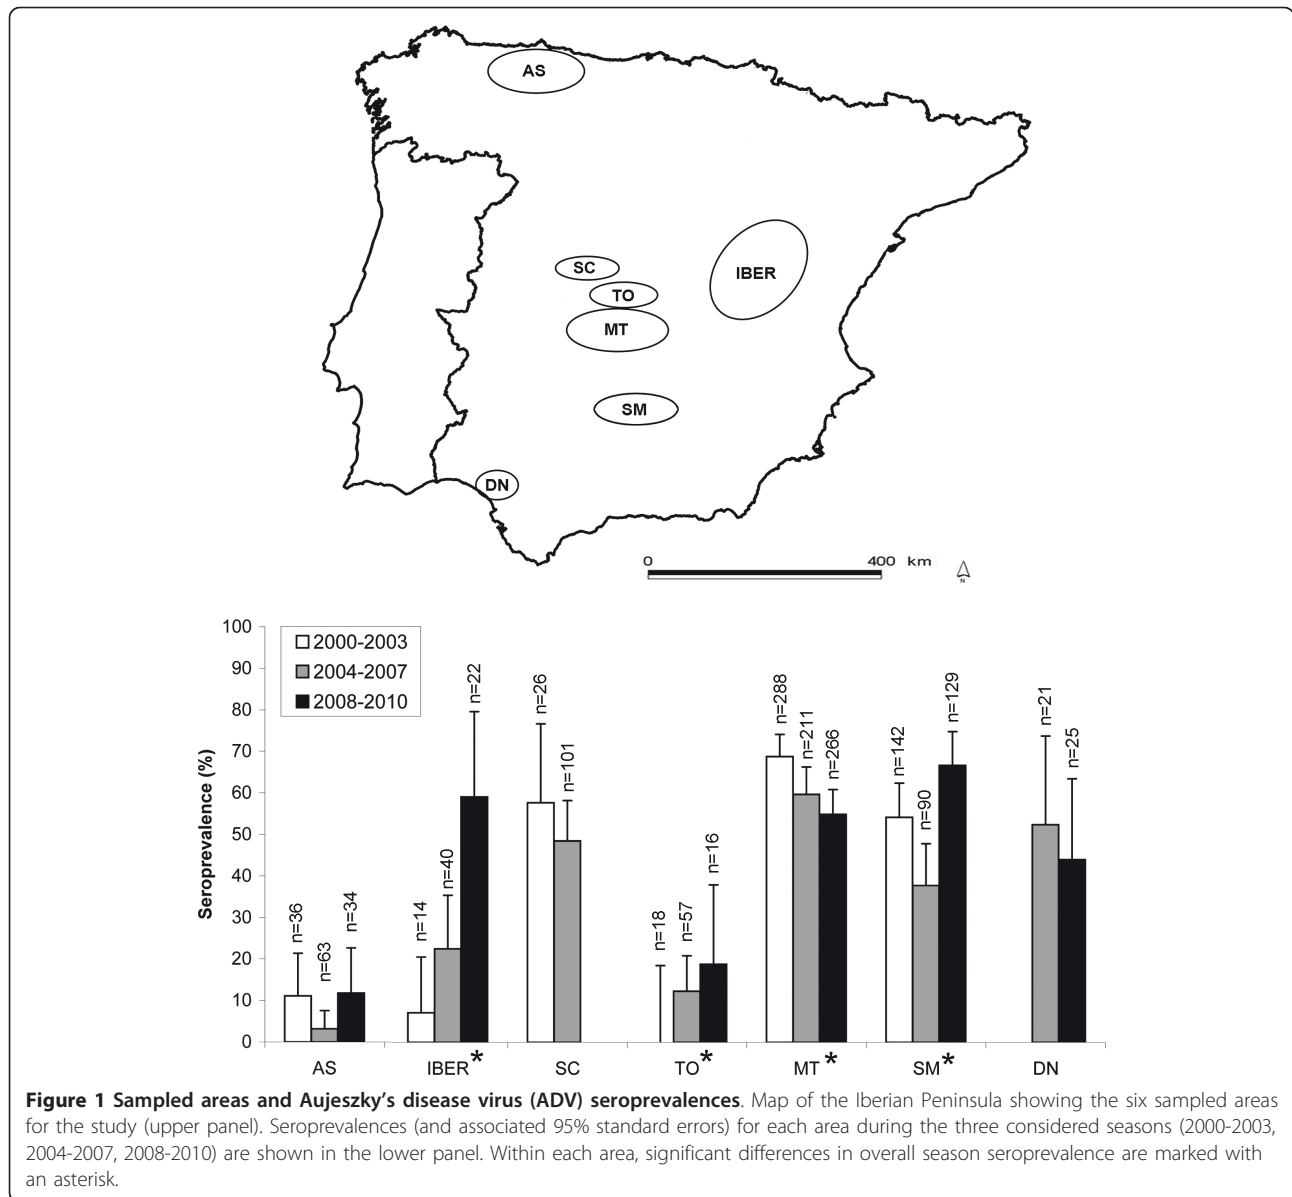 AS
SC
TO
IBER
MT
SM
DN
0 400 km
N
100
90
80
70
60
50
40
30
20
10
0
Seroprevalence (%)
2000-2003
2004-2007
2008-2010
n=36
n=63
n=34
n=14
n=40
n=22
n=26
n=101
n=18
n=57
n=16
n=288
n=211
n=266
n=142
n=90
n=129
n=21
n=25
AS IBER* SC TO* MT* SM* DN
Figure 1 Sampled areas and Aujeszky's disease virus (ADV) seroprevalences. Map of the Iberian Peninsula showing the six sampled areas
for the study (upper panel). Seroprevalences (and associated 95% standard errors) for each area during the three considered seasons (2000-2003,
2004-2007, 2008-2010) are shown in the lower panel. Within each area, significant differences in overall season seroprevalence are marked with
an asterisk.